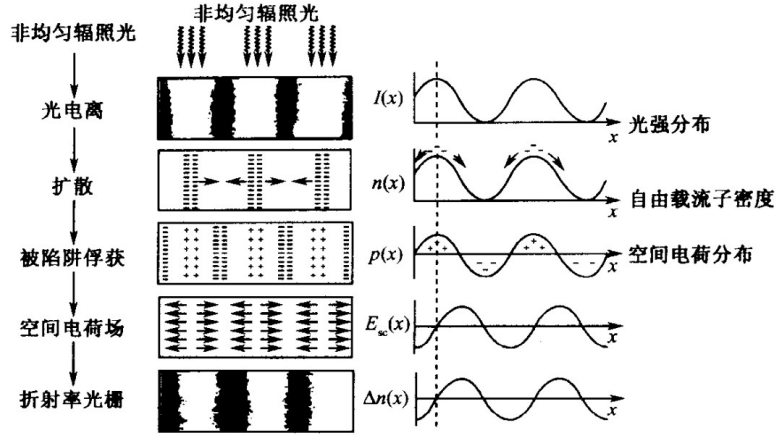 非均匀辐照光
非均匀辐照光
光电离
I(x)
x
光强分布
扩散
n(x)
x
自由载流子密度
被陷阱俘获
p(x)
x
空间电荷分布
空间电荷场
E_sc(x)
x
折射率光栅
Δn(x)
x